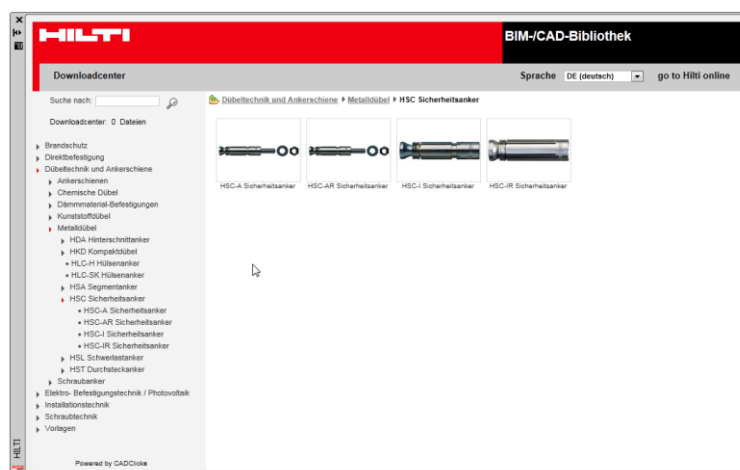 HILTI
BIM-/CAD-Bibliothek
Downloadcenter
Sprache DE (deutsch) go to Hilti online
Suche nach:
Downloadcenter: 0 Dateien
Brandschutz
Direktbefestigung
Dübeltechnik und Ankerschiene
Ankerschienen
Chemische Dübel
Dämmmaterial-Befestigungen
Kunststoffdübel
Metalldübel
HDA Hinterschnittanker
HKD Kompaktdübel
HLC-H Hülsenanker
HLC-SK Hülsenanker
HSA Segmentanker
HSC Sicherheitsanker
HSC-A Sicherheitsanker
HSC-AR Sicherheitsanker
HSC-I Sicherheitsanker
HSC-IR Sicherheitsanker
HSL Schwerlastanker
HST Durchsteckanker
Schraubanker
Elektro- Befestigungstechnik / Photovoltaik
Installationstechnik
Schraubtechnik
Vorlagen
Powered by CADClick®
Dübeltechnik und Ankerschiene Metalldübel HSC Sicherheitsanker
HSC-A Sicherheitsanker HSC-AR Sicherheitsanker HSC-I Sicherheitsanker HSC-IR Sicherheitsanker
HILTI